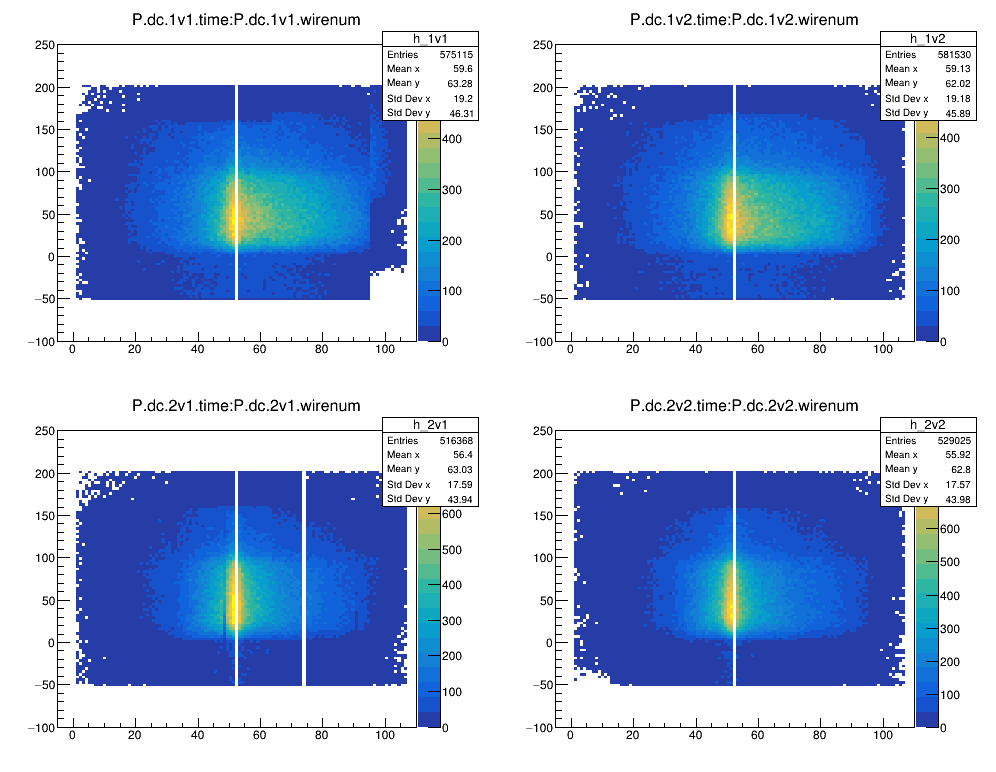 P.dc.1v1.time:P.dc.1v1.wirenum
h_1v1
Entries 575115
Mean x 59.6
Mean y 63.28
Std Dev x 19.2
Std Dev y 46.31
250
200
150
100
50
0
−50
−100
0 20 40 60 80 100
400
300
200
100
0
P.dc.1v2.time:P.dc.1v2.wirenum
h_1v2
Entries 581530
Mean x 59.13
Mean y 62.02
Std Dev x 19.18
Std Dev y 45.89
250
200
150
100
50
0
−50
−100
0 20 40 60 80 100
400
300
200
100
0
P.dc.2v1.time:P.dc.2v1.wirenum
h_2v1
Entries 516368
Mean x 56.4
Mean y 63.03
Std Dev x 17.59
Std Dev y 43.94
250
200
150
100
50
0
−50
−100
0 20 40 60 80 100
600
500
400
300
200
100
0
P.dc.2v2.time:P.dc.2v2.wirenum
h_2v2
Entries 529025
Mean x 55.92
Mean y 62.8
Std Dev x 17.57
Std Dev y 43.98
250
200
150
100
50
0
−50
−100
0 20 40 60 80 100
600
500
400
300
200
100
0